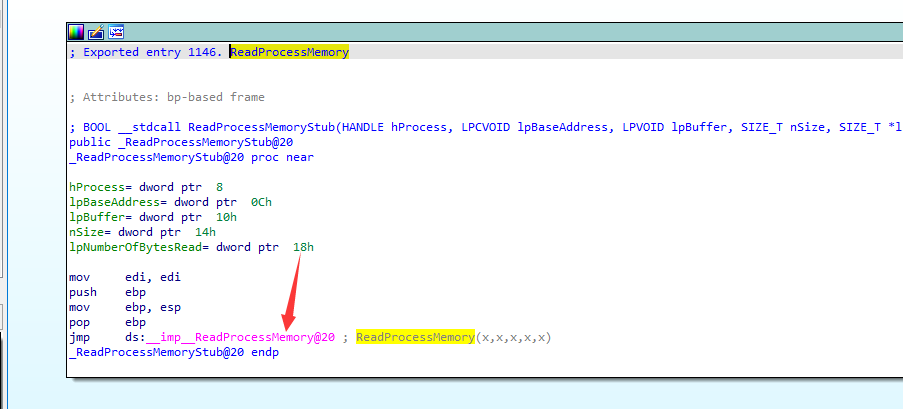 ; Exported entry 1146. ReadProcessMemory
; Attributes: bp-based frame
; BOOL __stdcall ReadProcessMemoryStub(HANDLE hProcess, LPCVOID lpBaseAddress, LPVOID lpBuffer, SIZE_T nSize, SIZE_T *l
public _ReadProcessMemoryStub@20
_ReadProcessMemoryStub@20 proc near
hProcess= dword ptr  8
lpBaseAddress= dword ptr  0Ch
lpBuffer= dword ptr  10h
nSize= dword ptr  14h
lpNumberOfBytesRead= dword ptr  18h
mov     edi, edi
push    ebp
mov     ebp, esp
pop     ebp
jmp     ds:__imp__ReadProcessMemory@20 ; ReadProcessMemory(x,x,x,x,x)
_ReadProcessMemoryStub@20 endp